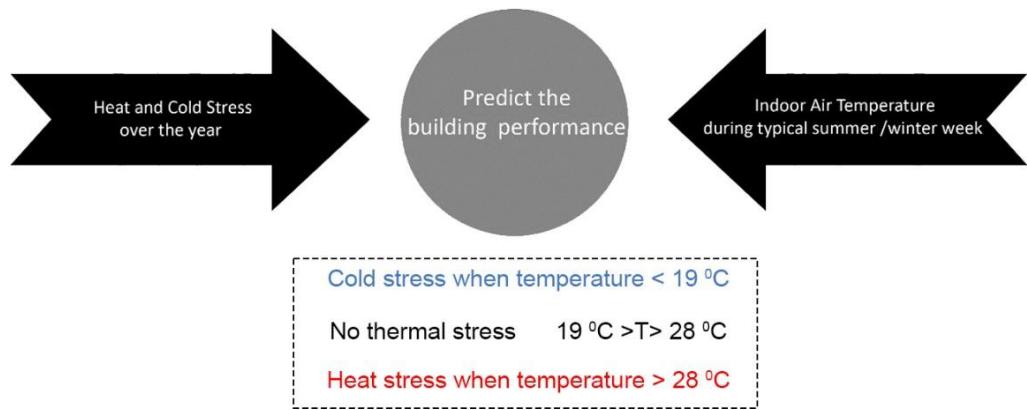 Heat and Cold Stress
over the year
Predict the
building performance
Indoor Air Temperature
during typical summer /winter week
Cold stress when temperature < 19 ⁰C
No thermal stress 19 ⁰C >T> 28 ⁰C
Heat stress when temperature > 28 ⁰C